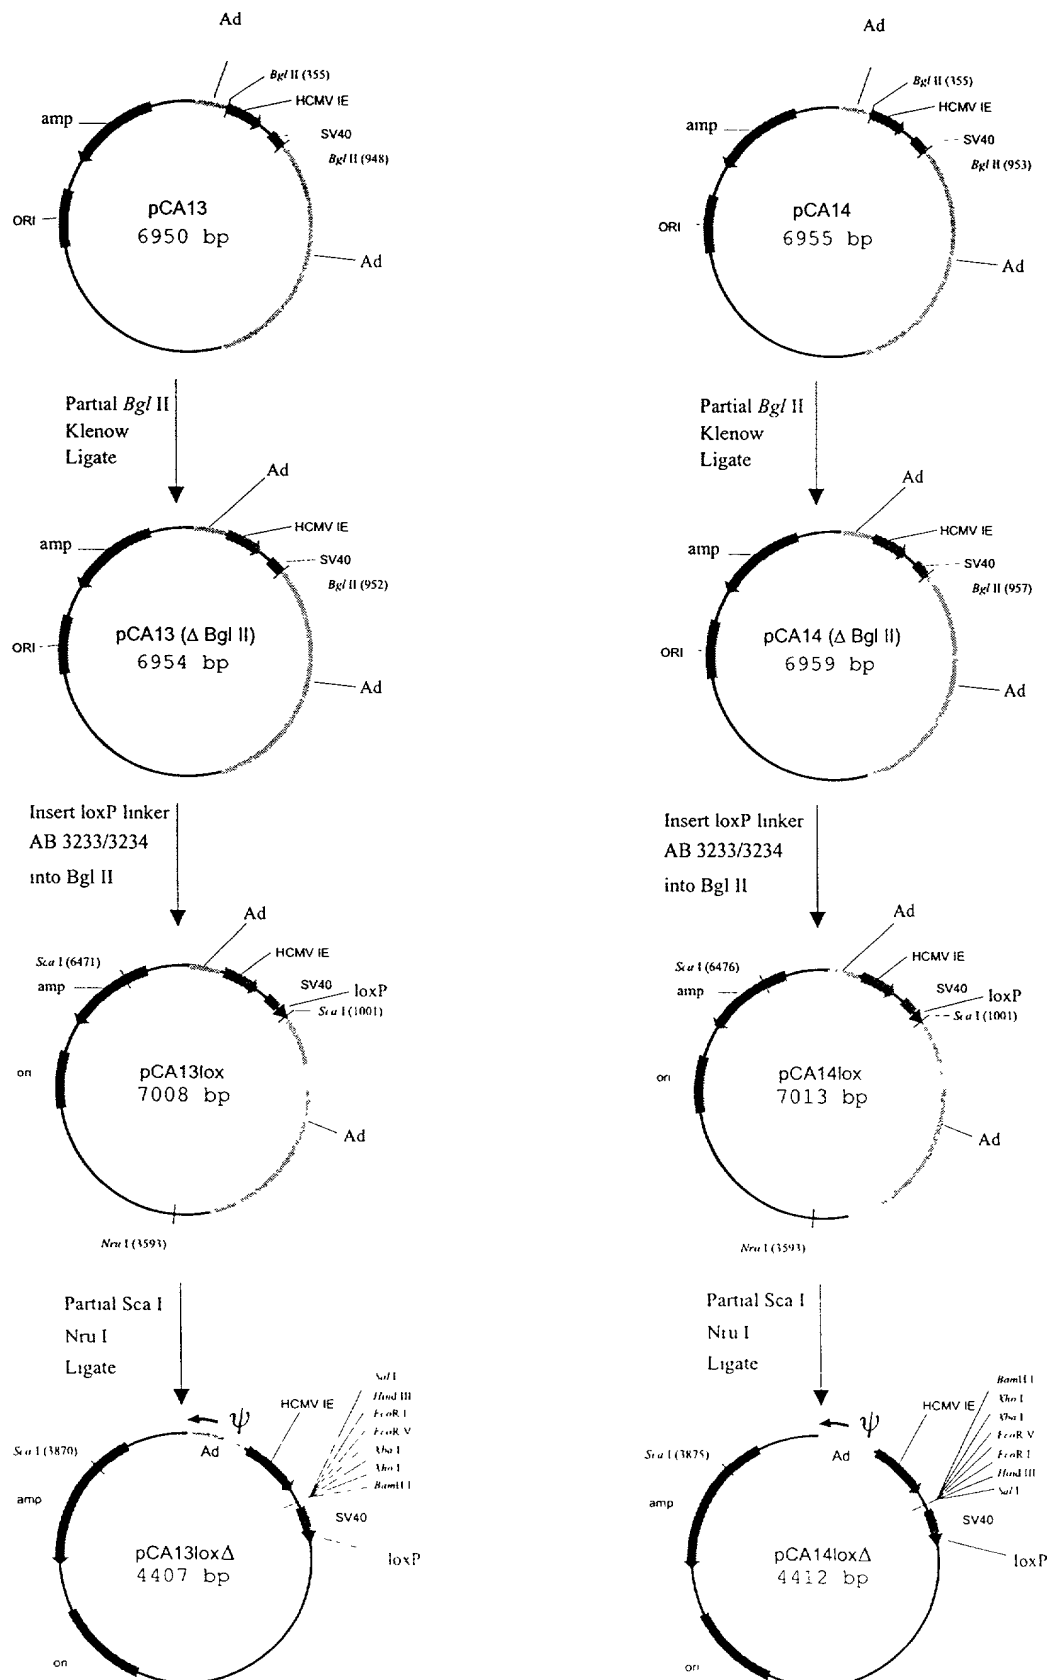 Ad
Bgl II (355)
HCMV IE
amp
SV40
Bgl II (948)
pCA13
6950 bp
ORI
Ad
Partial Bgl II
Klenow
Ligate
Ad
HCMV IE
amp
SV40
Bgl II (952)
pCA13 (Δ Bgl II)
6954 bp
ORI
Ad
Insert loxP linker
AB 3233/3234
into Bgl II
Ad
Sca I (6471)
HCMV IE
amp
SV40
loxP
Sca I (1001)
pCA13lox
7008 bp
ori
Ad
Nru I (3593)
Partial Sca I
Nru I
Ligate
Sal I
Hind III
EcoR I
EcoR V
Xba I
Xho I
BamH I
HCMV IE
ψ
Ad
Sca I (3870)
amp
SV40
loxP
pCA13loxΔ
4407 bp
ori
Ad
Bgl II (355)
HCMV IE
amp
SV40
Bgl II (953)
pCA14
6955 bp
ORI
Ad
Partial Bgl II
Klenow
Ligate
Ad
HCMV IE
amp
SV40
Bgl II (957)
pCA14 (Δ Bgl II)
6959 bp
ORI
Ad
Insert loxP linker
AB 3233/3234
into Bgl II
Ad
Sca I (6476)
HCMV IE
amp
SV40
loxP
Sca I (1001)
pCA14lox
7013 bp
ori
Ad
Nru I (3593)
Partial Sca I
Nru I
Ligate
BamH I
Xho I
Xba I
EcoR V
EcoR I
Hind III
Sal I
HCMV IE
ψ
Ad
Sca I (3875)
amp
SV40
loxP
pCA14loxΔ
4412 bp
ori